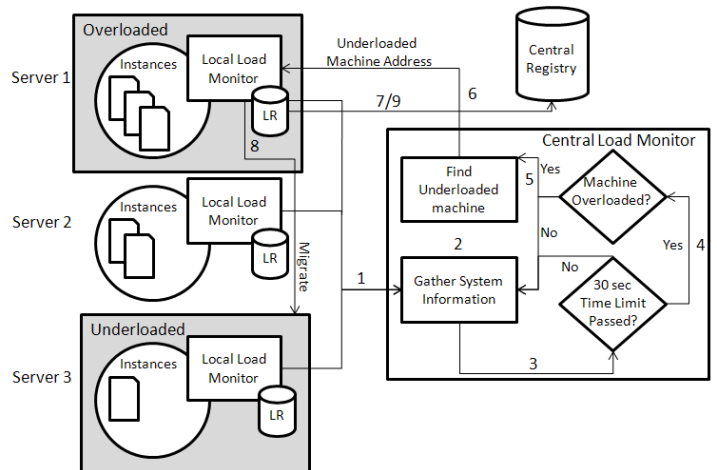 Overloaded
Server 1
Instances
Local Load
Monitor
LR
8
Underloaded
Machine Address
7/9
6
Central
Registry
Server 2
Instances
Local Load
Monitor
LR
Migrate
1
Underloaded
Server 3
Instances
Local Load
Monitor
LR
Central Load Monitor
Find
Underloaded
machine
5
Yes
Machine
Overloaded?
No
2
Gather System
Information
No
30 sec
Time Limit
Passed?
Yes
4
3